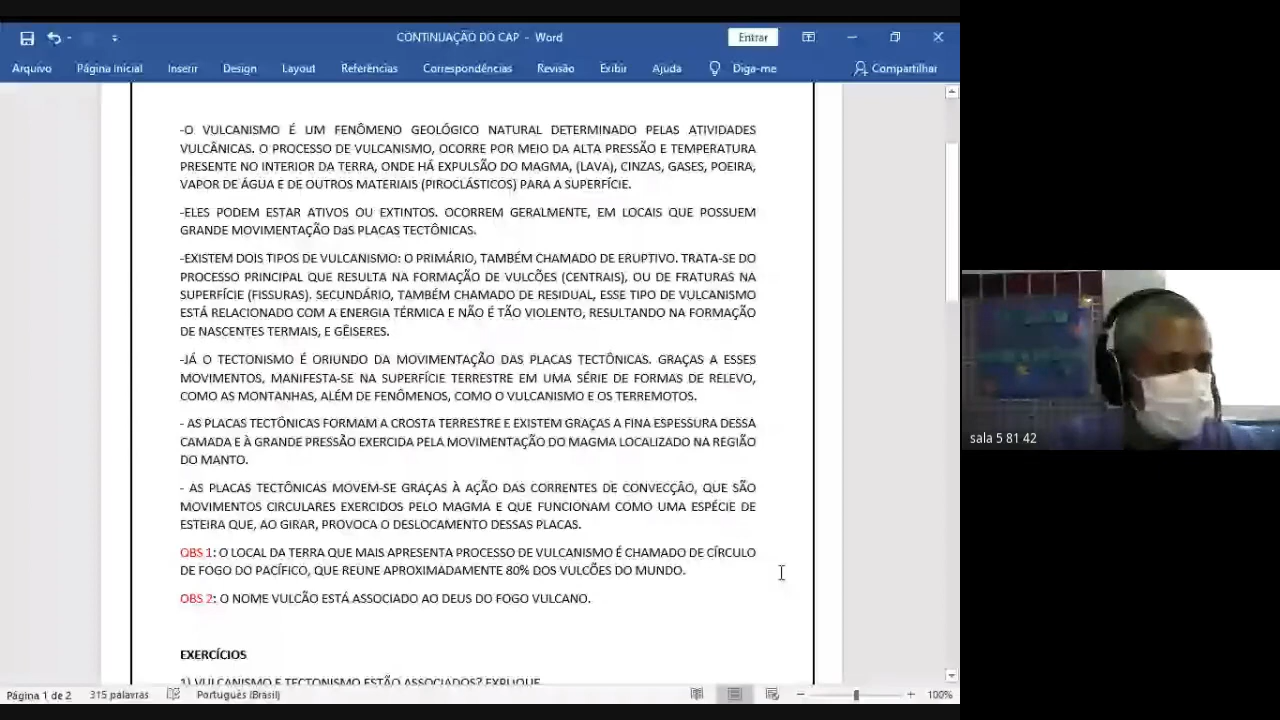 CONTINUAÇÃO DO CAP - Word
Entrar
Arquivo Página Inicial Inserir Design Layout Referências Correspondências Revisão Exibir Ajuda Diga-me Compartilhar
-O VULCANISMO É UM FENÔMENO GEOLÓGICO NATURAL DETERMINADO PELAS ATIVIDADES
VULCÂNICAS. O PROCESSO DE VULCANISMO, OCORRE POR MEIO DA ALTA PRESSÃO E TEMPERATURA
PRESENTE NO INTERIOR DA TERRA, ONDE HÁ EXPULSÃO DO MAGMA, (LAVA), CINZAS, GASES, POEIRA,
VAPOR DE ÁGUA E DE OUTROS MATERIAIS (PIROCLÁSTICOS) PARA A SUPERFÍCIE.
-ELES PODEM ESTAR ATIVOS OU EXTINTOS. OCORREM GERALMENTE, EM LOCAIS QUE POSSUEM
GRANDE MOVIMENTAÇÃO DaS PLACAS TECTÔNICAS.
-EXISTEM DOIS TIPOS DE VULCANISMO: O PRIMÁRIO, TAMBÉM CHAMADO DE ERUPTIVO. TRATA-SE DO
PROCESSO PRINCIPAL QUE RESULTA NA FORMAÇÃO DE VULCÕES (CENTRAIS), OU DE FRATURAS NA
SUPERFÍCIE (FISSURAS). SECUNDÁRIO, TAMBÉM CHAMADO DE RESIDUAL, ESSE TIPO DE VULCANISMO
ESTÁ RELACIONADO COM A ENERGIA TÉRMICA E NÃO É TÃO VIOLENTO, RESULTANDO NA FORMAÇÃO
DE NASCENTES TERMAIS, E GÊISERES.
-JÁ O TECTONISMO É ORIUNDO DA MOVIMENTAÇÃO DAS PLACAS TECTÔNICAS. GRAÇAS A ESSES
MOVIMENTOS, MANIFESTA-SE NA SUPERFÍCIE TERRESTRE EM UMA SÉRIE DE FORMAS DE RELEVO,
COMO AS MONTANHAS, ALÉM DE FENÔMENOS, COMO O VULCANISMO E OS TERREMOTOS.
- AS PLACAS TECTÔNICAS FORMAM A CROSTA TERRESTRE E EXISTEM GRAÇAS A FINA ESPESSURA DESSA
CAMADA E À GRANDE PRESSÃO EXERCIDA PELA MOVIMENTAÇÃO DO MAGMA LOCALIZADO NA REGIÃO
DO MANTO.
- AS PLACAS TECTÔNICAS MOVEM-SE GRAÇAS À AÇÃO DAS CORRENTES DE CONVECÇÃO, QUE SÃO
MOVIMENTOS CIRCULARES EXERCIDOS PELO MAGMA E QUE FUNCIONAM COMO UMA ESPÉCIE DE
ESTEIRA QUE, AO GIRAR, PROVOCA O DESLOCAMENTO DESSAS PLACAS.
OBS 1: O LOCAL DA TERRA QUE MAIS APRESENTA PROCESSO DE VULCANISMO É CHAMADO DE CÍRCULO
DE FOGO DO PACÍFICO, QUE REÚNE APROXIMADAMENTE 80% DOS VULCÕES DO MUNDO.
OBS 2: O NOME VULCÃO ESTÁ ASSOCIADO AO DEUS DO FOGO VULCANO.
EXERCÍCIOS
1) VULCANISMO E TECTONISMO ESTÃO ASSOCIADOS? EXPLIQUE
Página 1 de 2 315 palavras Português (Brasil) 100%
sala 5 81 42